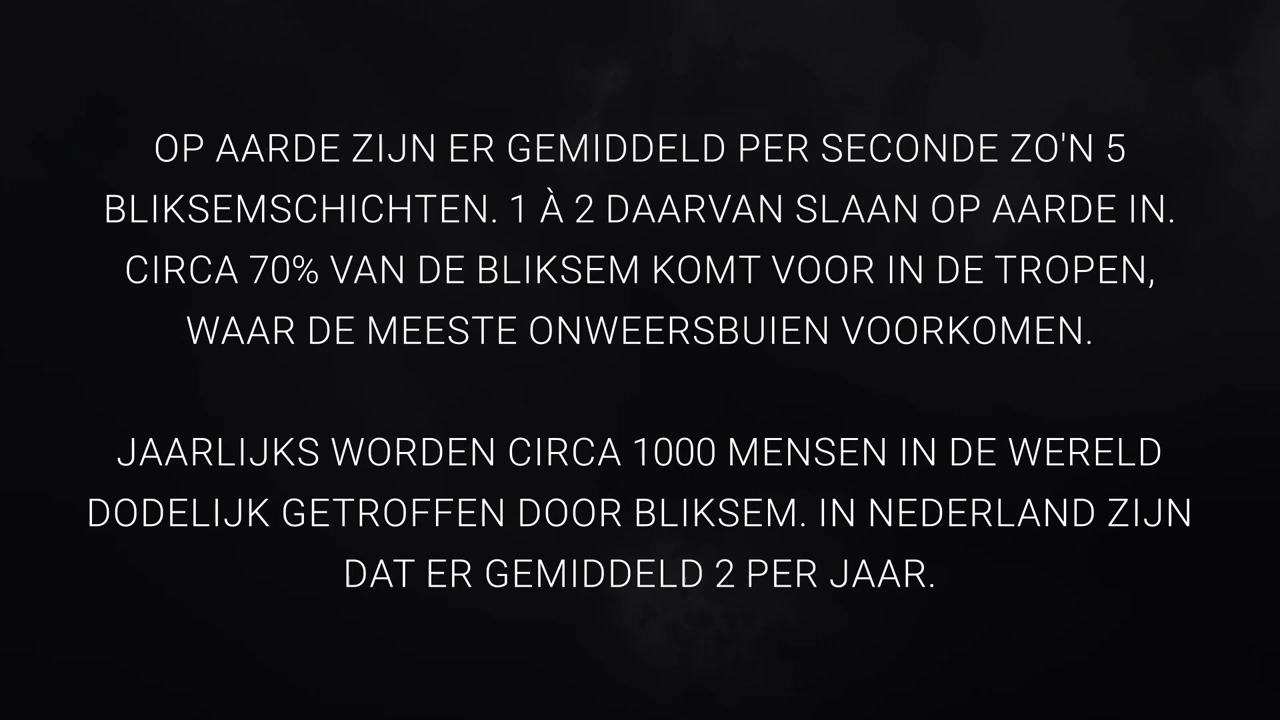 OP AARDE ZIJN ER GEMIDDELD PER SECONDE ZO'N 5
BLIKSEMSCHICHTEN. 1 À 2 DAARVAN SLAAN OP AARDE IN.
CIRCA 70% VAN DE BLIKSEM KOMT VOOR IN DE TROPEN,
WAAR DE MEESTE ONWEERSBUIEN VOORKOMEN.
JAARLIJKS WORDEN CIRCA 1000 MENSEN IN DE WERELD
DODELIJK GETROFFEN DOOR BLIKSEM. IN NEDERLAND ZIJN
DAT ER GEMIDDELD 2 PER JAAR.